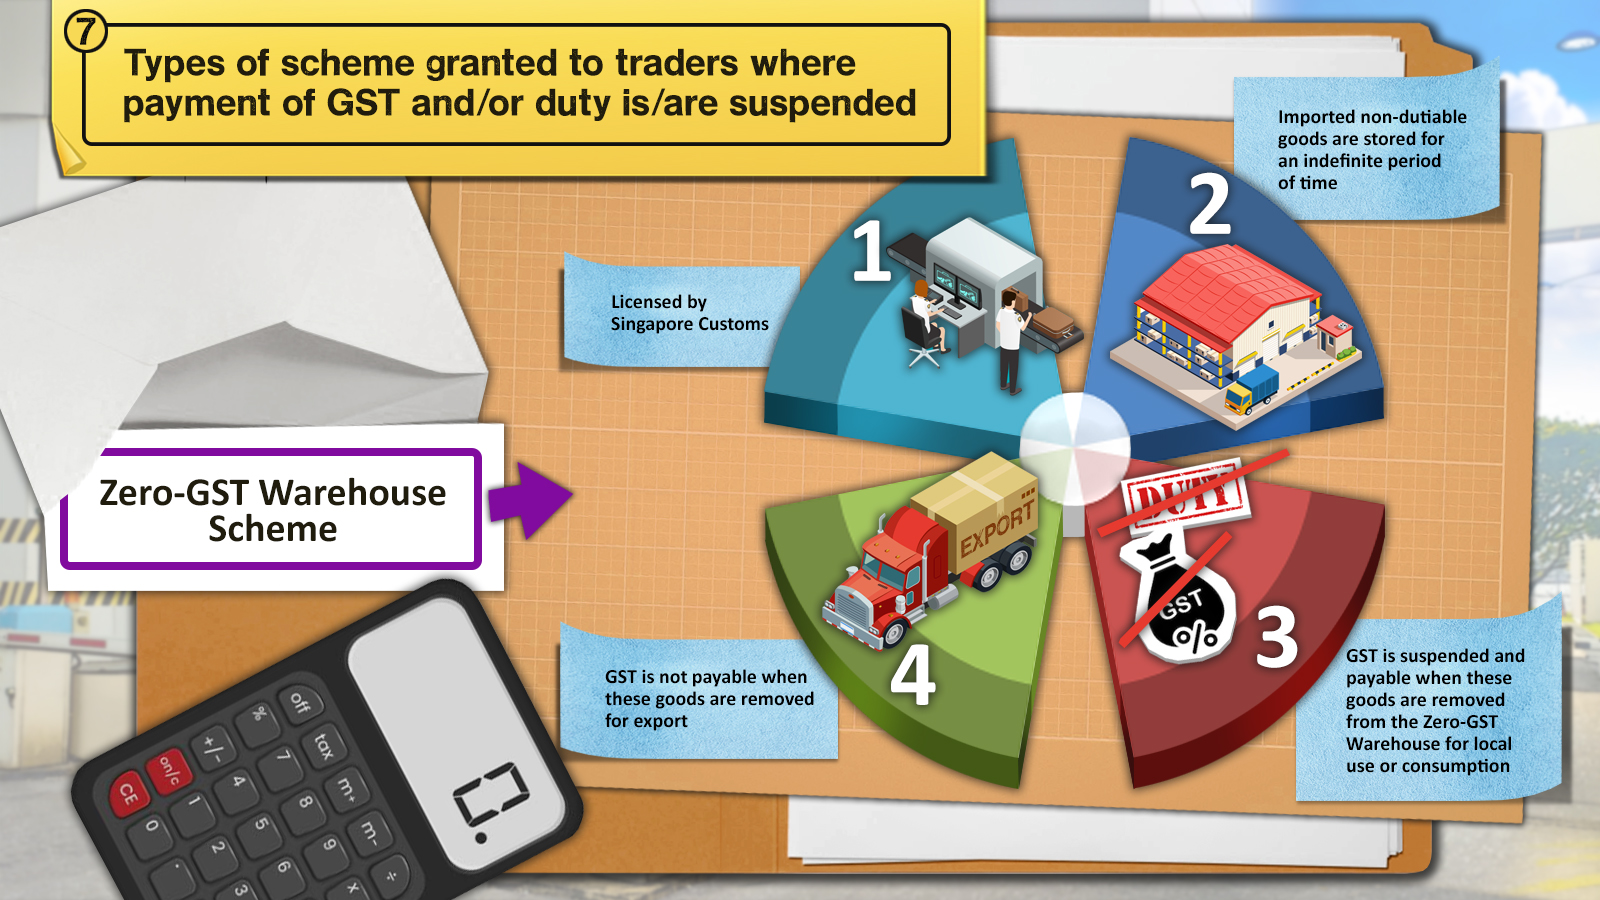 7
Types of scheme granted to traders where
payment of GST and/or duty is/are suspended
Zero-GST Warehouse
Scheme
1
Licensed by
Singapore Customs
2
Imported non-dutiable
goods are stored for
an indefinite period
of time
3
DUTY
GST
%
GST is suspended and
payable when these
goods are removed
from the Zero-GST
Warehouse for local
use or consumption
4
EXPORT
GST is not payable when
these goods are removed
for export
0.
off
tax
m+
m-
÷
%
7
8
9
x
+/-
4
5
6
on/c
1
2
3
CE
0
.